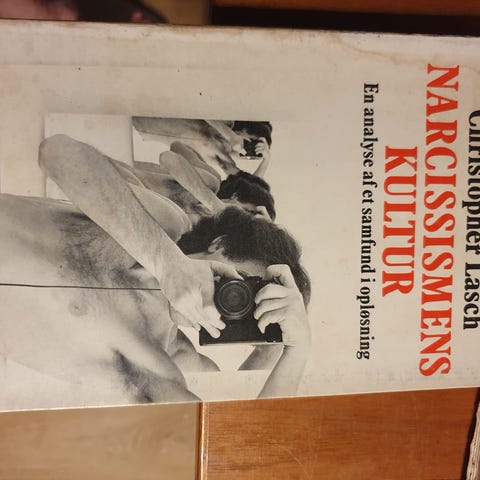 Christopher Lasch
NARCISSISMENS
KULTUR
En analyse af et samfund i opløsning